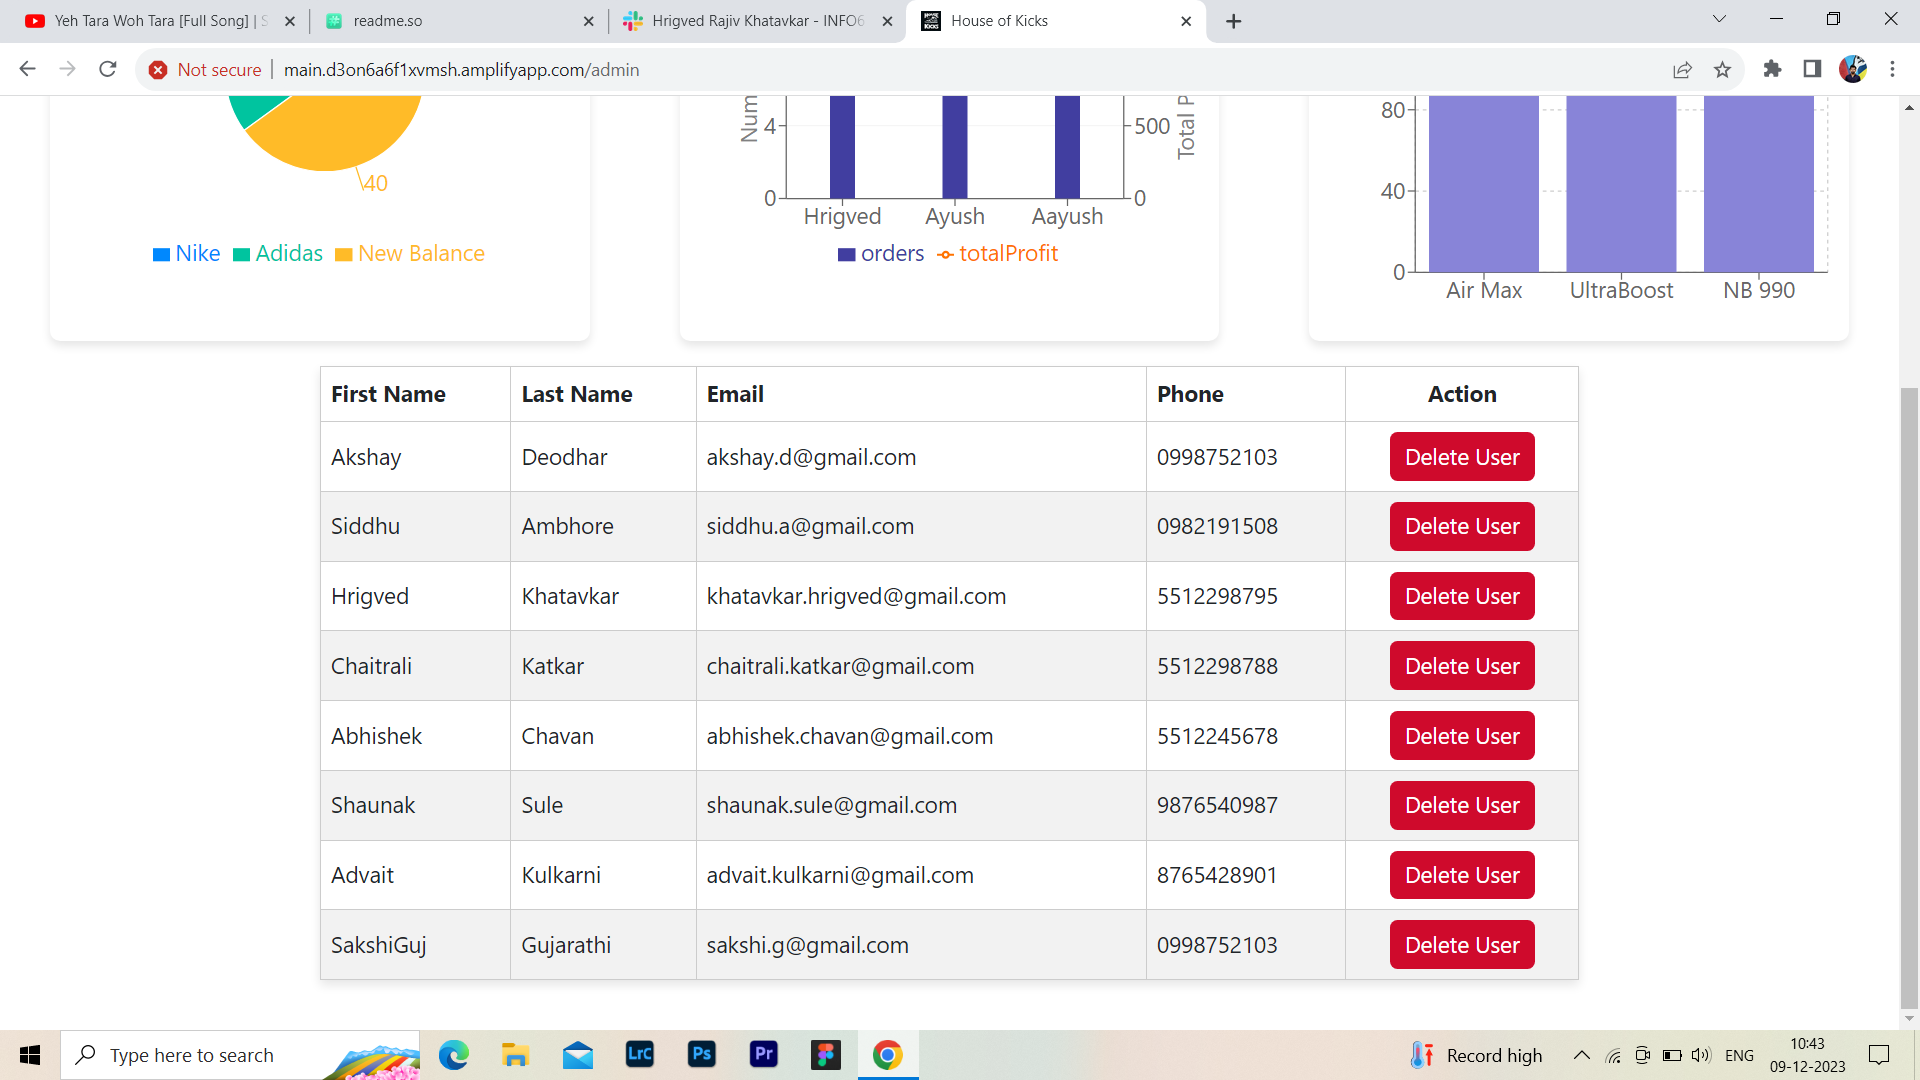 Yeh Tara Woh Tara [Full Song] | S
readme.so
Hrigved Rajiv Khatavkar - INFO6
House of Kicks
Not secure | main.d3on6a6f1xvmsh.amplifyapp.com/admin
40
Nike Adidas New Balance
Num
4
0
500
0
Total P
Hrigved Ayush Aayush
orders totalProfit
80
40
0
Air Max UltraBoost NB 990
First Name Last Name Email Phone Action
Akshay Deodhar akshay.d@gmail.com 0998752103 Delete User
Siddhu Ambhore siddhu.a@gmail.com 0982191508 Delete User
Hrigved Khatavkar khatavkar.hrigved@gmail.com 5512298795 Delete User
Chaitrali Katkar chaitrali.katkar@gmail.com 5512298788 Delete User
Abhishek Chavan abhishek.chavan@gmail.com 5512245678 Delete User
Shaunak Sule shaunak.sule@gmail.com 9876540987 Delete User
Advait Kulkarni advait.kulkarni@gmail.com 8765428901 Delete User
SakshiGuj Gujarathi sakshi.g@gmail.com 0998752103 Delete User
Type here to search
LrC
Ps
Pr
Record high
ENG
10:43
09-12-2023